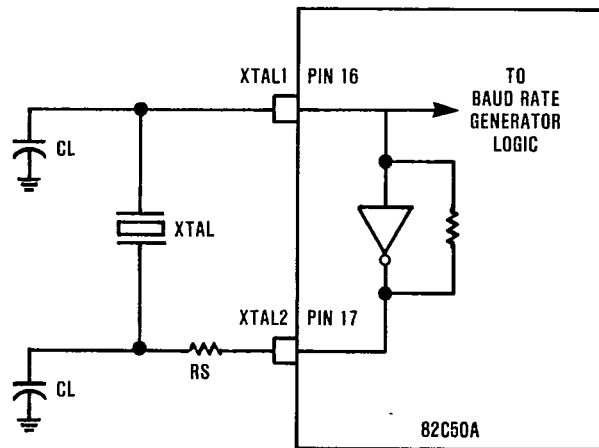 XTAL1 PIN 16
TO
BAUD RATE
GENERATOR
LOGIC
CL
XTAL
XTAL2 PIN 17
RS
CL
82C50A